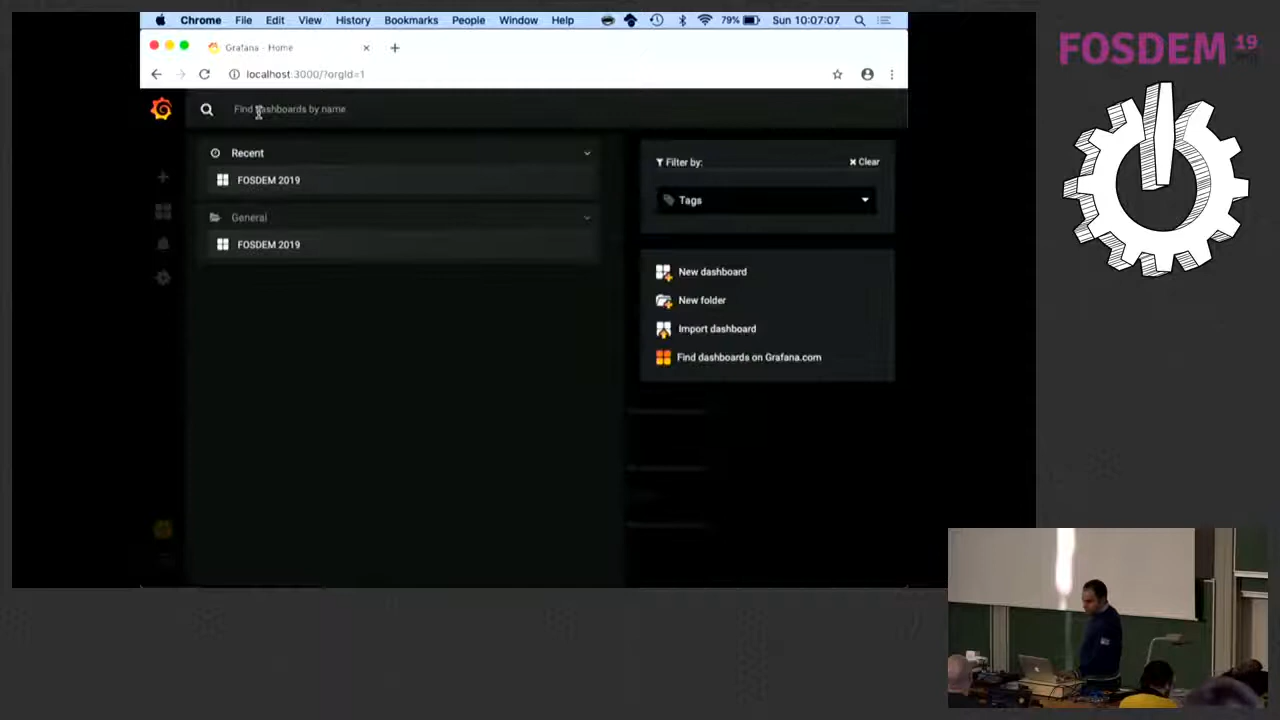 Chrome File Edit View History Bookmarks People Window Help 79% Sun 10:07:07
Grafana - Home
localhost:3000/?orgId=1
Find dashboards by name
Recent
FOSDEM 2019
General
FOSDEM 2019
Filter by:
Clear
Tags
New dashboard
New folder
Import dashboard
Find dashboards on Grafana.com
FOSDEM 19